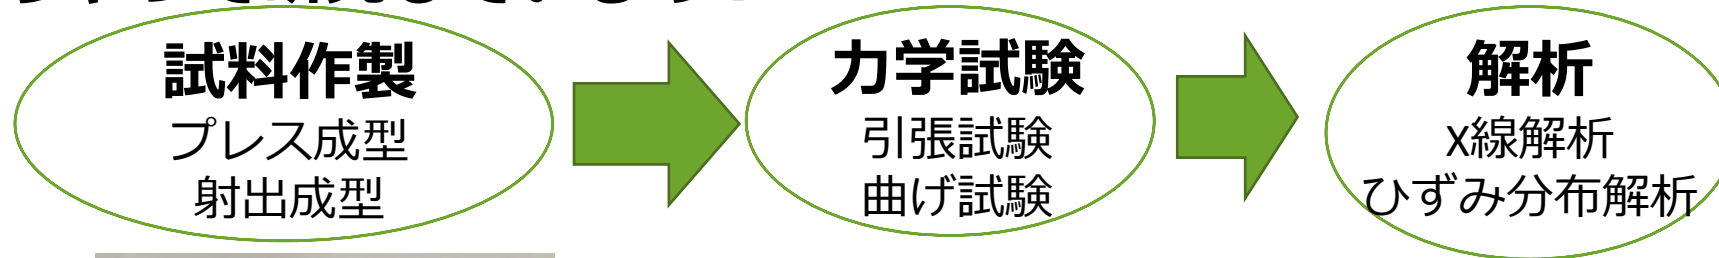 試料作製
プレス成型
射出成型
力学試験
引張試験
曲げ試験
解析
X線解析
ひずみ分布解析